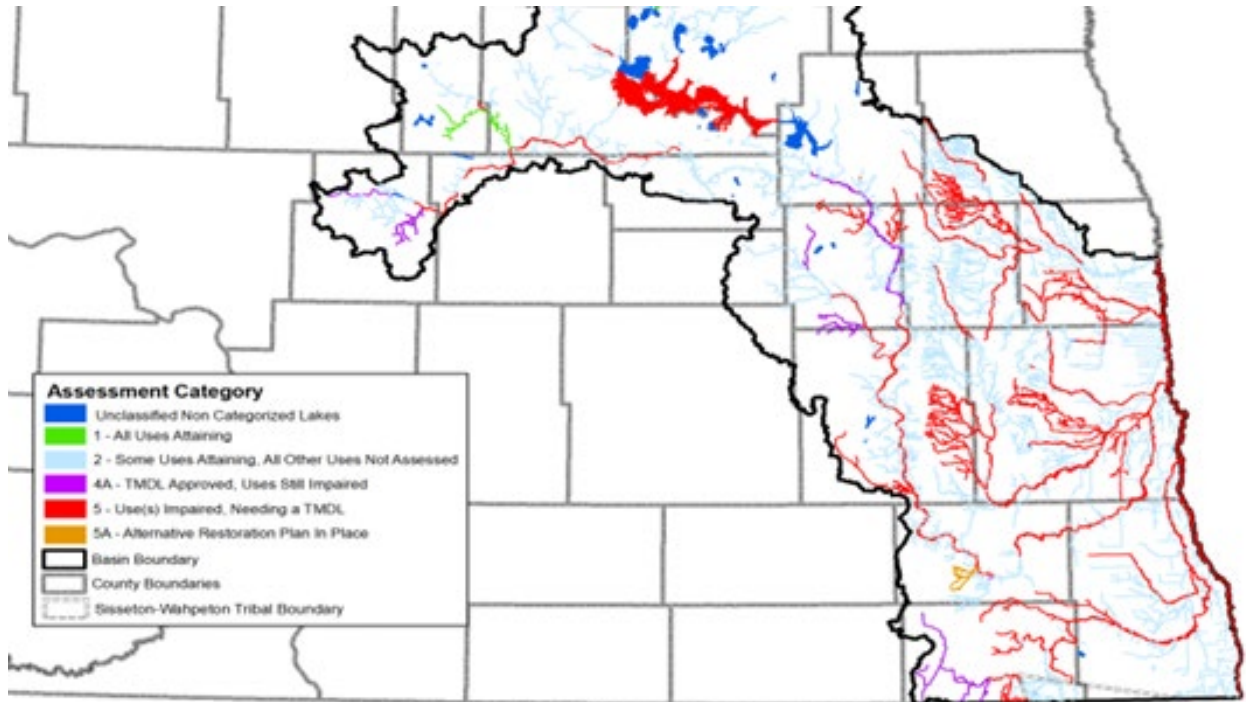 Assessment Category
Unclassified Non Categorized Lakes
1 - All Uses Attaining
2 - Some Uses Attaining, All Other Uses Not Assessed
4A - TMDL Approved, Uses Still Impaired
5 - Use(s) Impaired, Needing a TMDL
5A - Alternative Restoration Plan In Place
Basin Boundary
County Boundaries
Sisseton-Wahpeton Tribal Boundary